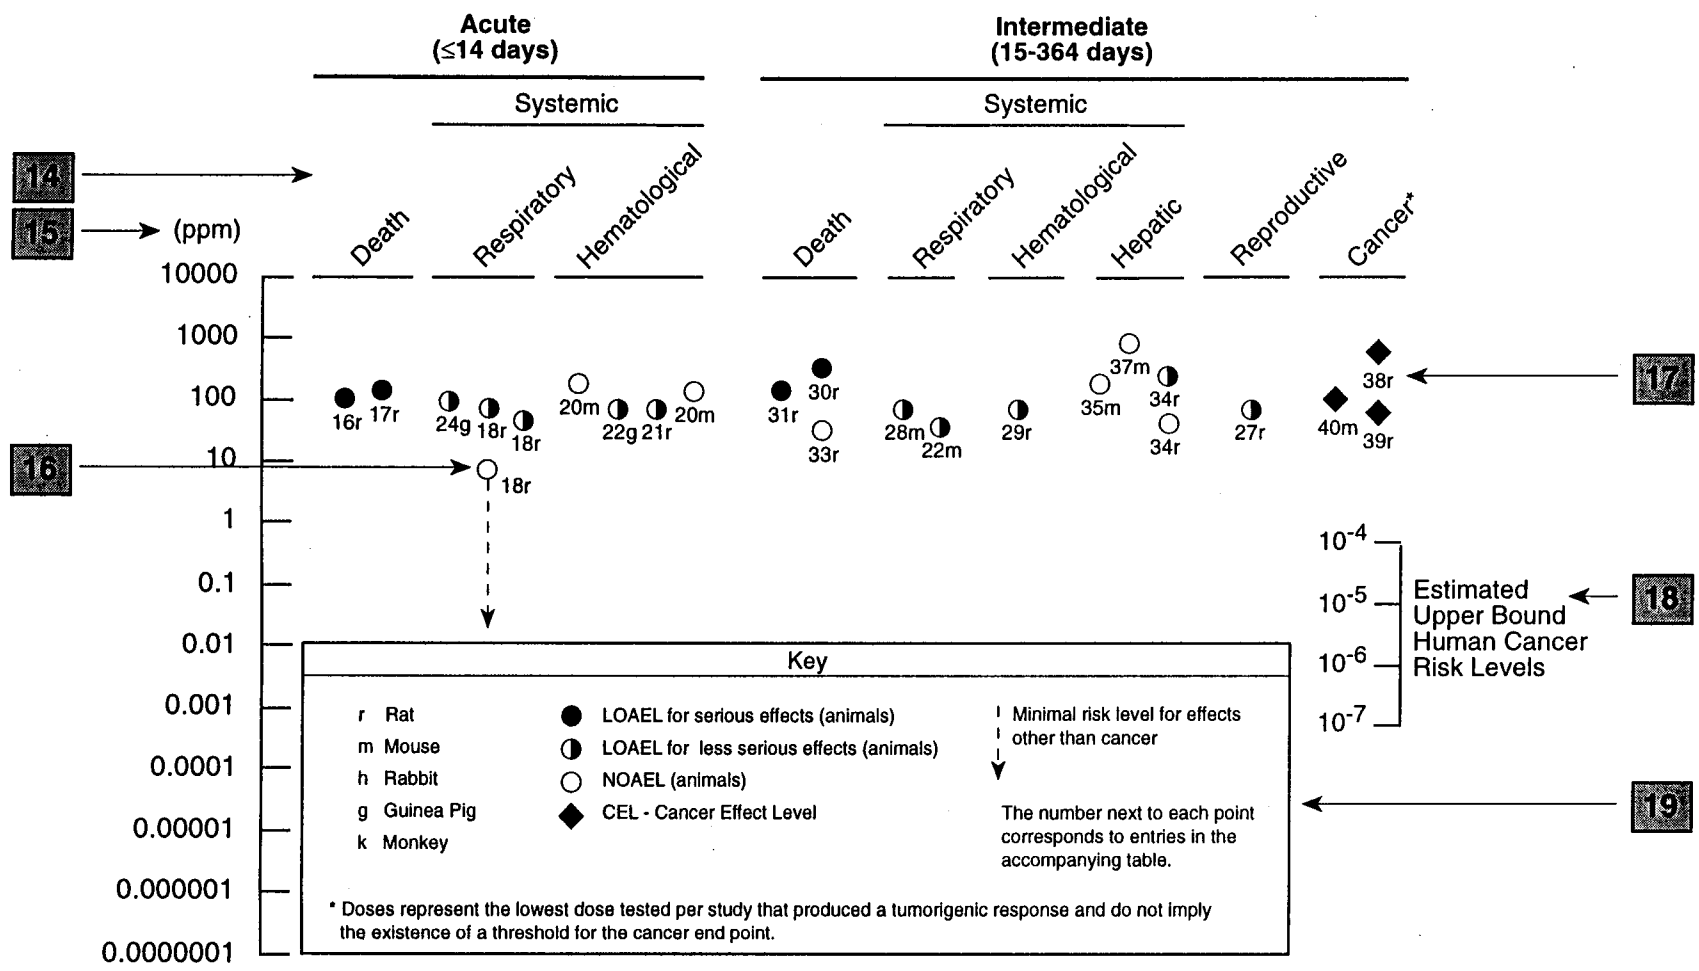 Acute
(≤14 days)
Intermediate
(15-364 days)
Systemic
Systemic
14
15
(ppm)
Death
Respiratory
Hematological
Death
Respiratory
Hematological
Hepatic
Reproductive
Cancer*
10000
1000
100
10
1
0.1
0.01
0.001
0.0001
0.00001
0.000001
0.0000001
16r
17r
24g
18r
18r
18r
20m
22g
21r
20m
31r
30r
33r
28m
22m
29r
35m
37m
34r
34r
27r
40m
38r
39r
16
17
10-4
10-5
10-6
10-7
Estimated
Upper Bound
Human Cancer
Risk Levels
18
19
Key
r Rat
m Mouse
h Rabbit
g Guinea Pig
k Monkey
LOAEL for serious effects (animals)
LOAEL for less serious effects (animals)
NOAEL (animals)
CEL - Cancer Effect Level
Minimal risk level for effects
other than cancer
The number next to each point
corresponds to entries in the
accompanying table.
* Doses represent the lowest dose tested per study that produced a tumorigenic response and do not imply
the existence of a threshold for the cancer end point.